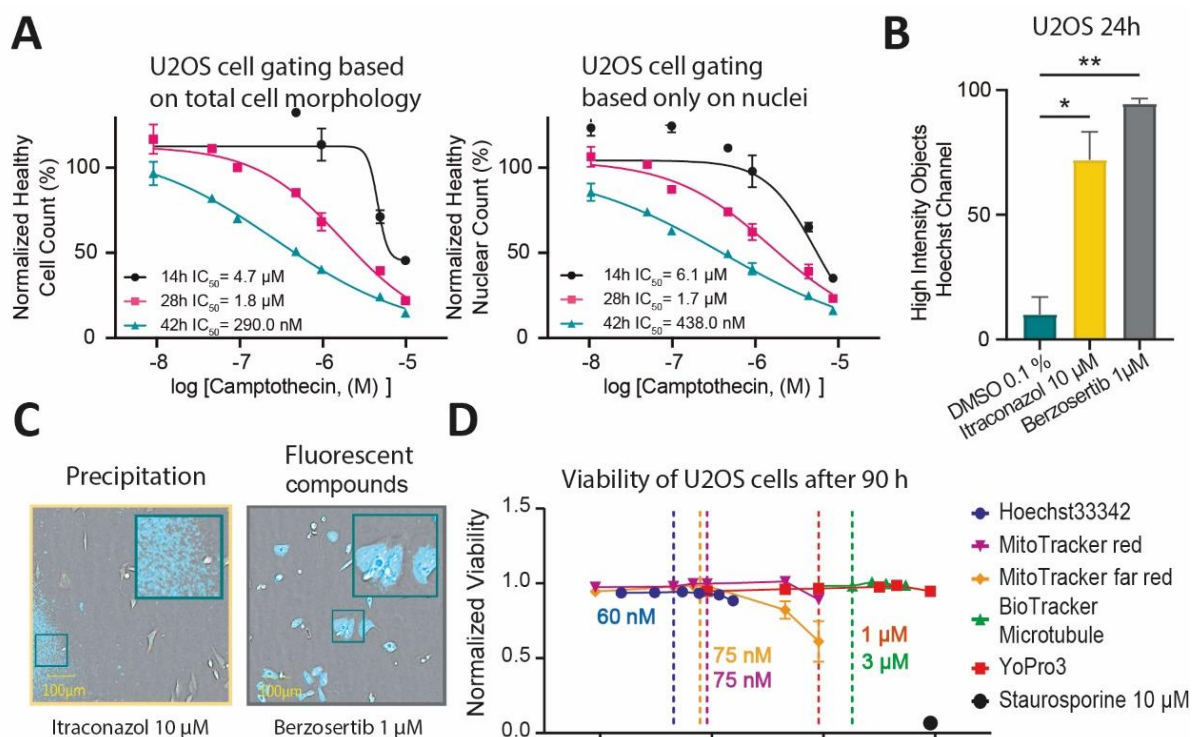 A
U2OS cell gating based
on total cell morphology
Normalized Healthy
Cell Count (%)
100
50
0
14h IC50= 4.7 µM
28h IC50= 1.8 µM
42h IC50= 290.0 nM
-8
-7
-6
-5
log [Camptothecin, (M) ]
U2OS cell gating
based only on nuclei
Normalized Healthy
Nuclear Count (%)
100
50
0
14h IC50= 6.1 µM
28h IC50= 1.7 µM
42h IC50= 438.0 nM
-8
-7
-6
-5
log [Camptothecin, (M) ]
B
U2OS 24h
**
*
High Intensity Objects
Hoechst Channel
100
50
0
DMSO 0.1 %
Itraconazol 10 µM
Berzosertib 1µM
C
Precipitation
100µm
Itraconazol 10 µM
Fluorescent
compounds
100µm
Berzosertib 1 µM
D
Viability of U2OS cells after 90 h
Normalized Viability
1.5
1.0
0.5
0.0
60 nM
75 nM
75 nM
1 µM
3 µM
Hoechst33342
MitoTracker red
MitoTracker far red
BioTracker
Microtubule
YoPro3
Staurosporine 10 µM